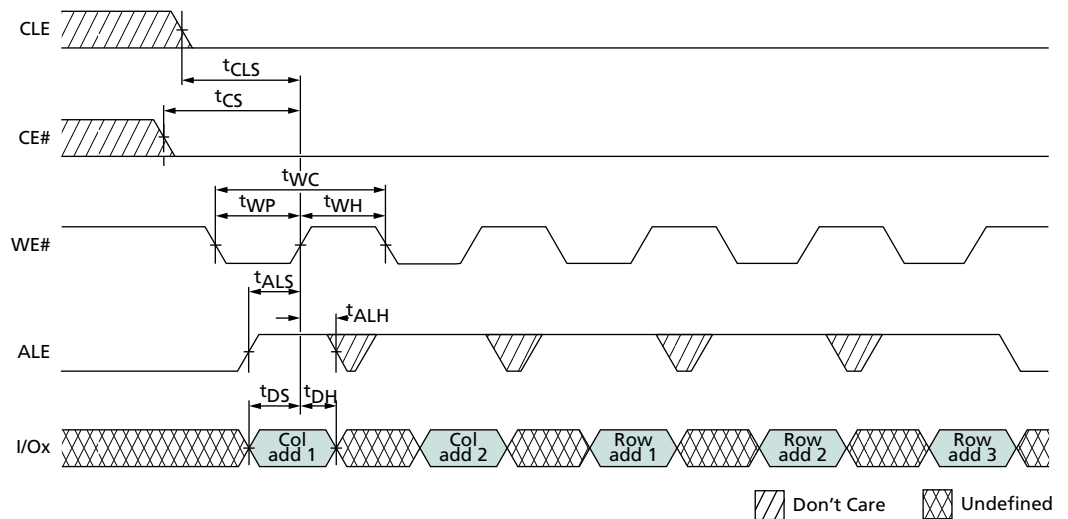 CLE
tCLS
tCS
CE#
tWC
tWP
tWH
WE#
tALS
tALH
ALE
tDS
tDH
I/Ox
Col
add 1
Col
add 2
Row
add 1
Row
add 2
Row
add 3
Don't Care
Undefined